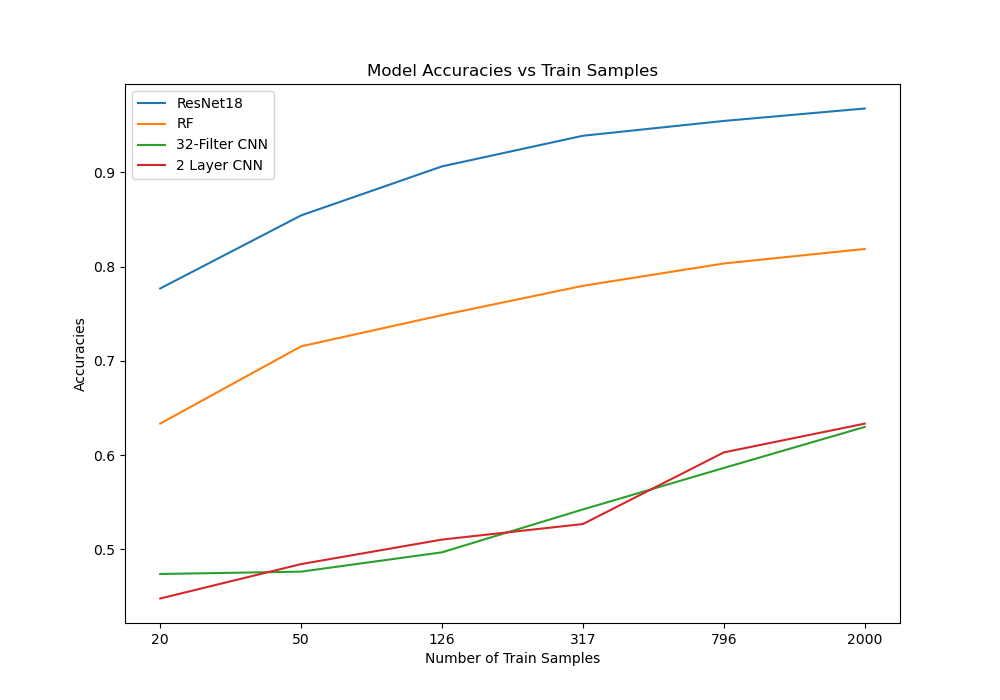 Model Accuracies vs Train Samples
ResNet18
RF
32-Filter CNN
2 Layer CNN
0.9
0.8
0.7
0.6
0.5
Accuracies
20 50 126 317 796 2000
Number of Train Samples